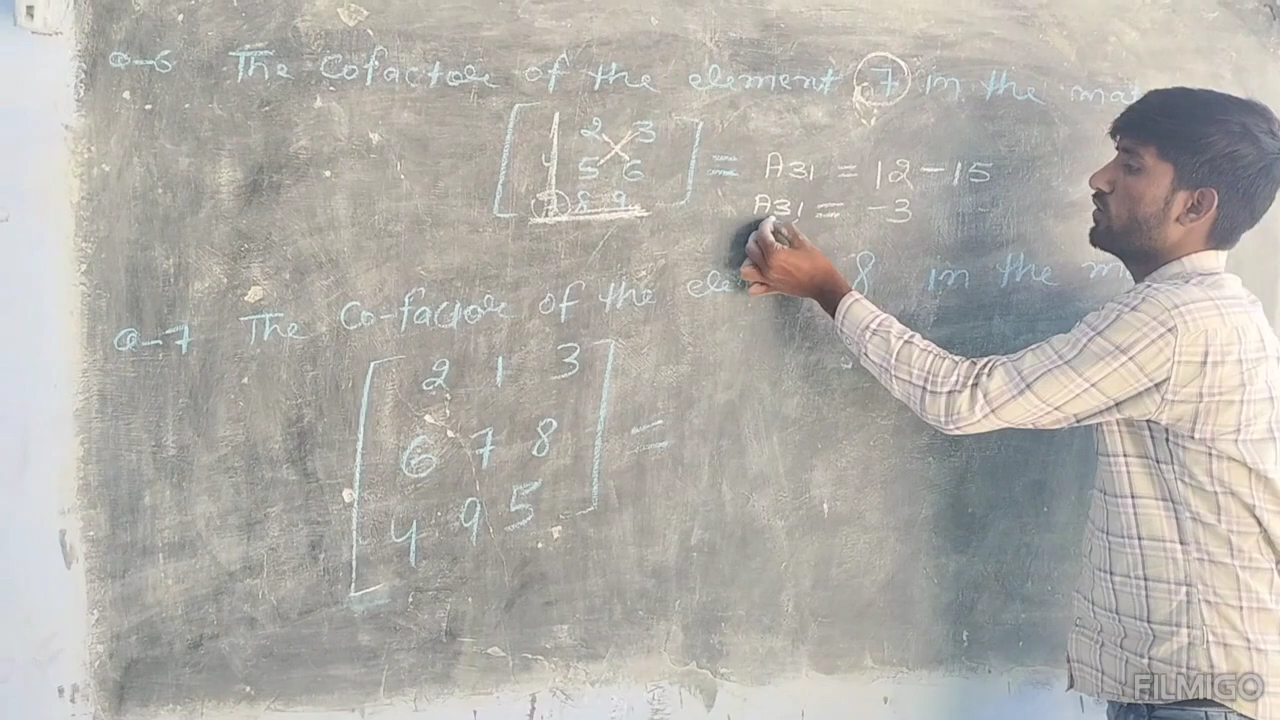 Q-6 The Cofactor of the element 7 in the
1 2 3
4 5 6
7 8 9
= A31 = 12-15
A31 = -3
Q-7 The Co-factor of the 8 in the
2 1 3
6 7 8
4 9 5
=
FILMIGO